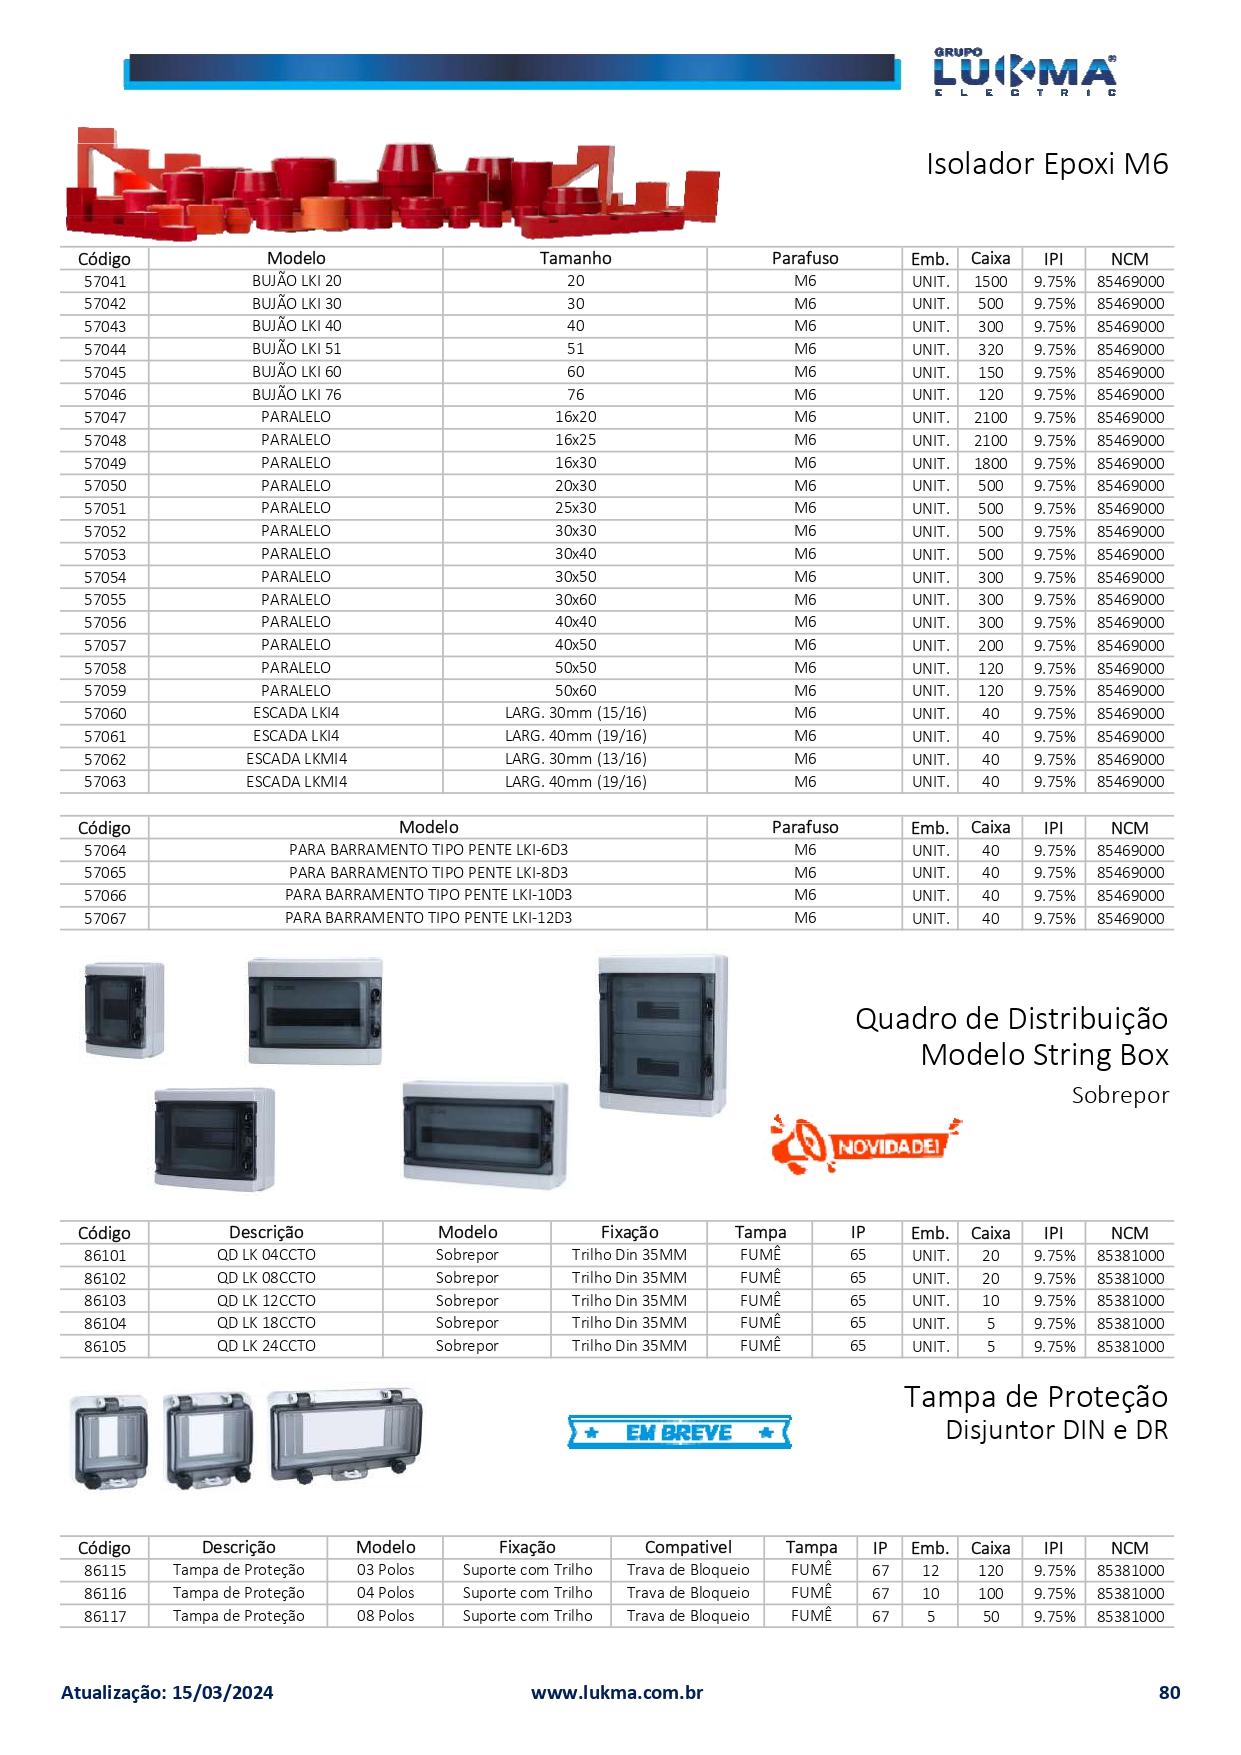 GRUPO
LUKMA
ELECTRIC
Isolador Epoxi M6
Código Modelo Tamanho Parafuso Emb. Caixa IPI NCM
57041 BUJÃO LKI 20 20 M6 UNIT. 1500 9.75% 85469000
57042 BUJÃO LKI 30 30 M6 UNIT. 500 9.75% 85469000
57043 BUJÃO LKI 40 40 M6 UNIT. 300 9.75% 85469000
57044 BUJÃO LKI 51 51 M6 UNIT. 320 9.75% 85469000
57045 BUJÃO LKI 60 60 M6 UNIT. 150 9.75% 85469000
57046 BUJÃO LKI 76 76 M6 UNIT. 120 9.75% 85469000
57047 PARALELO 16x20 M6 UNIT. 2100 9.75% 85469000
57048 PARALELO 16x25 M6 UNIT. 2100 9.75% 85469000
57049 PARALELO 16x30 M6 UNIT. 1800 9.75% 85469000
57050 PARALELO 20x30 M6 UNIT. 500 9.75% 85469000
57051 PARALELO 25x30 M6 UNIT. 500 9.75% 85469000
57052 PARALELO 30x30 M6 UNIT. 500 9.75% 85469000
57053 PARALELO 30x40 M6 UNIT. 500 9.75% 85469000
57054 PARALELO 30x50 M6 UNIT. 300 9.75% 85469000
57055 PARALELO 30x60 M6 UNIT. 300 9.75% 85469000
57056 PARALELO 40x40 M6 UNIT. 300 9.75% 85469000
57057 PARALELO 40x50 M6 UNIT. 200 9.75% 85469000
57058 PARALELO 50x50 M6 UNIT. 120 9.75% 85469000
57059 PARALELO 50x60 M6 UNIT. 120 9.75% 85469000
57060 ESCADA LKI4 LARG. 30mm (15/16) M6 UNIT. 40 9.75% 85469000
57061 ESCADA LKI4 LARG. 40mm (19/16) M6 UNIT. 40 9.75% 85469000
57062 ESCADA LKMI4 LARG. 30mm (13/16) M6 UNIT. 40 9.75% 85469000
57063 ESCADA LKMI4 LARG. 40mm (19/16) M6 UNIT. 40 9.75% 85469000
Código Modelo Parafuso Emb. Caixa IPI NCM
57064 PARA BARRAMENTO TIPO PENTE LKI-6D3 M6 UNIT. 40 9.75% 85469000
57065 PARA BARRAMENTO TIPO PENTE LKI-8D3 M6 UNIT. 40 9.75% 85469000
57066 PARA BARRAMENTO TIPO PENTE LKI-10D3 M6 UNIT. 40 9.75% 85469000
57067 PARA BARRAMENTO TIPO PENTE LKI-12D3 M6 UNIT. 40 9.75% 85469000
Quadro de Distribuição
Modelo String Box
Sobrepor
NOVIDADE!
Código Descrição Modelo Fixação Tampa IP Emb. Caixa IPI NCM
86101 QD LK 04CCTO Sobrepor Trilho Din 35MM FUMÊ 65 UNIT. 20 9.75% 85381000
86102 QD LK 08CCTO Sobrepor Trilho Din 35MM FUMÊ 65 UNIT. 20 9.75% 85381000
86103 QD LK 12CCTO Sobrepor Trilho Din 35MM FUMÊ 65 UNIT. 10 9.75% 85381000
86104 QD LK 18CCTO Sobrepor Trilho Din 35MM FUMÊ 65 UNIT. 5 9.75% 85381000
86105 QD LK 24CCTO Sobrepor Trilho Din 35MM FUMÊ 65 UNIT. 5 9.75% 85381000
Tampa de Proteção
Disjuntor DIN e DR
EM BREVE
Código Descrição Modelo Fixação Compativel Tampa IP Emb. Caixa IPI NCM
86115 Tampa de Proteção 03 Polos Suporte com Trilho Trava de Bloqueio FUMÊ 67 12 120 9.75% 85381000
86116 Tampa de Proteção 04 Polos Suporte com Trilho Trava de Bloqueio FUMÊ 67 10 100 9.75% 85381000
86117 Tampa de Proteção 08 Polos Suporte com Trilho Trava de Bloqueio FUMÊ 67 5 50 9.75% 85381000
Atualização: 15/03/2024 www.lukma.com.br 80